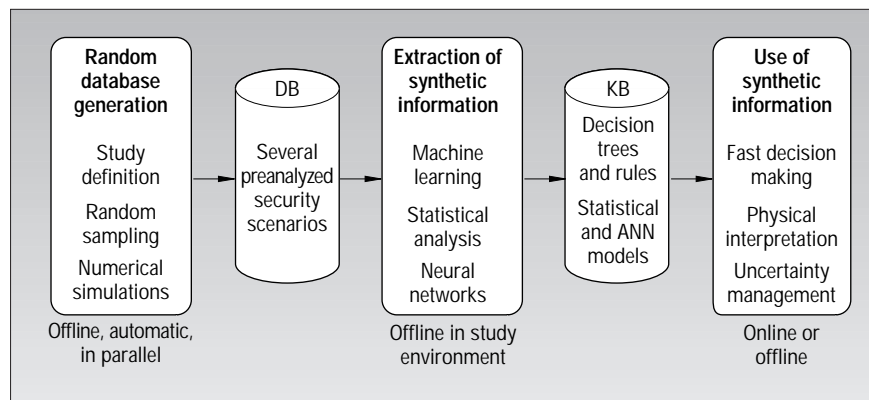 Random
database
generation
Study
definition
Random
sampling
Numerical
simulations
Offline, automatic,
in parallel
DB
Several
preanalyzed
security
scenarios
Extraction of
synthetic
information
Machine
learning
Statistical
analysis
Neural
networks
Offline in study
environment
KB
Decision
trees
and rules
Statistical
and ANN
models
Use of
synthetic
information
Fast decision
making
Physical
interpretation
Uncertainty
management
Online or
offline